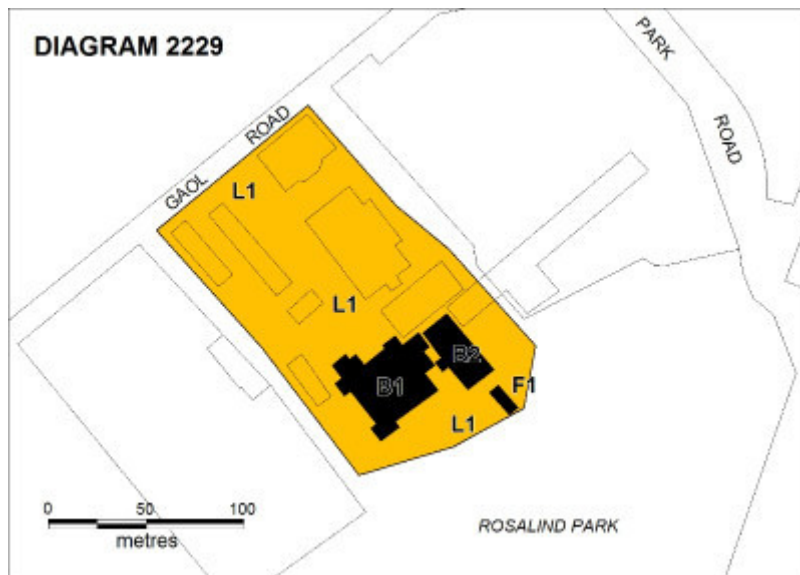 DIAGRAM 2229
PARK
ROAD
GAOL ROAD
L1
L1
B1
B2
F1
L1
0 50 100
metres
ROSALIND PARK